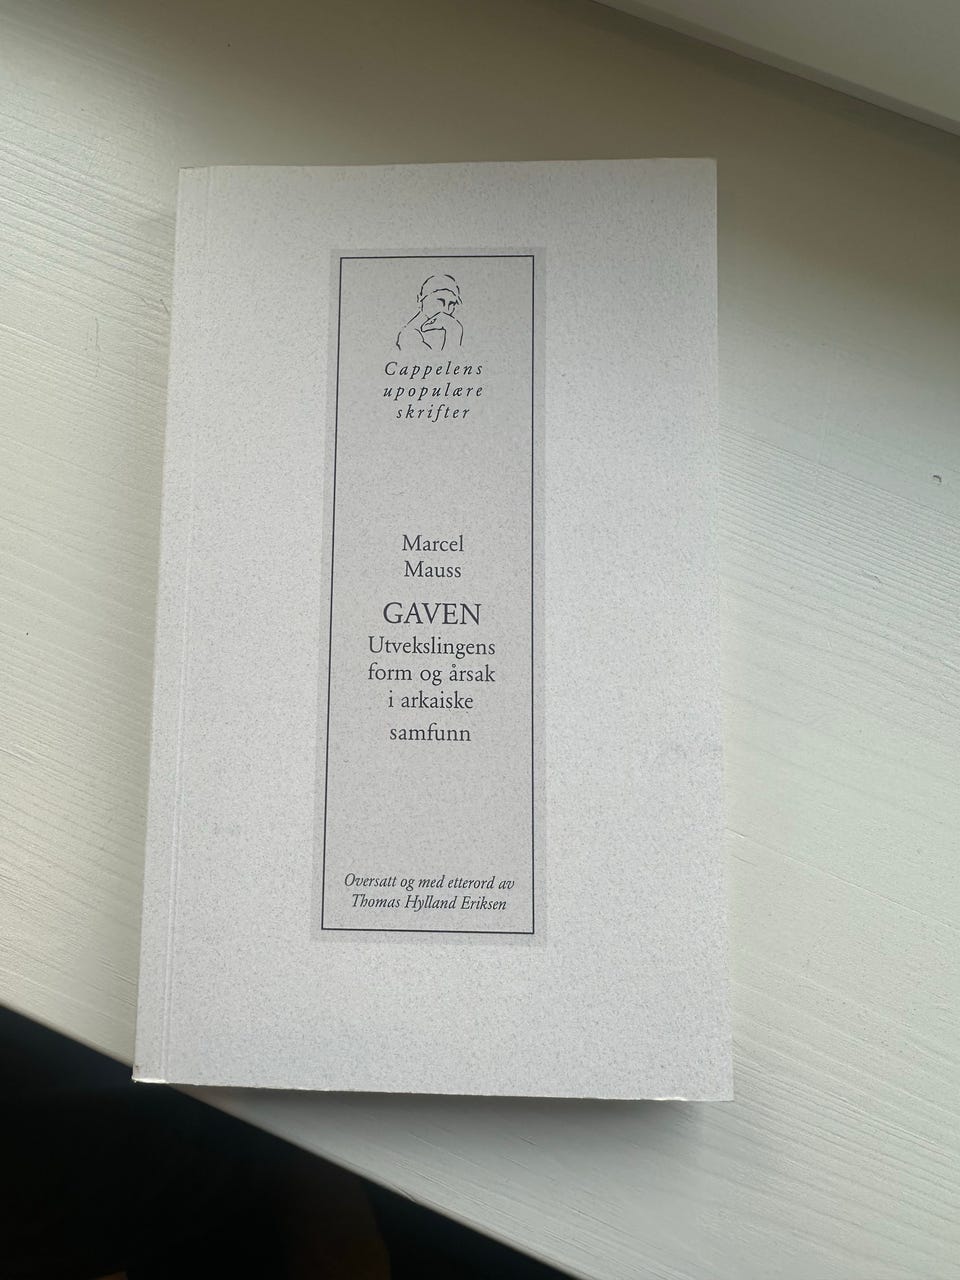 Cappelens
upopulære
skrifter
Marcel
Mauss
GAVEN
Utvekslingens
form og årsak
i arkaiske
samfunn
Oversatt og med etterord av
Thomas Hylland Eriksen